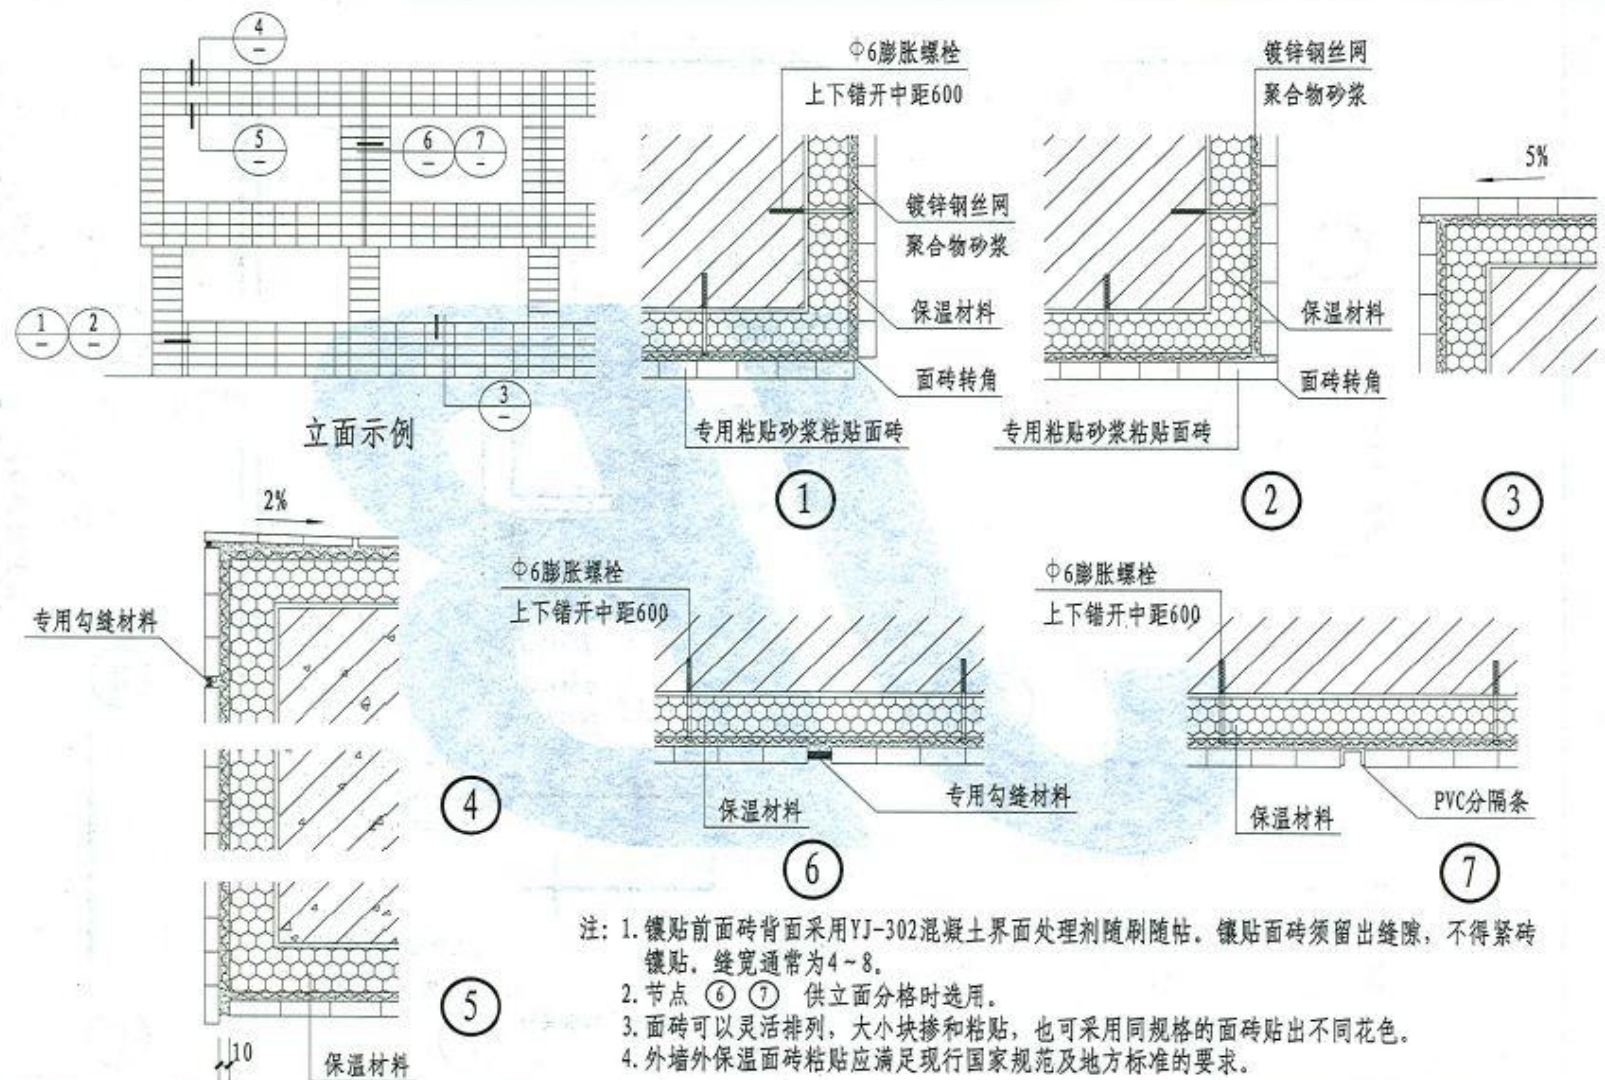 4
—
5
—
6
—
7
—
1
—
2
—
3
—
立面示例
Φ6膨胀螺栓
上下错开中距600
镀锌钢丝网
聚合物砂浆
保温材料
面砖转角
专用粘贴砂浆粘贴面砖
1
镀锌钢丝网
聚合物砂浆
保温材料
面砖转角
专用粘贴砂浆粘贴面砖
2
5%
3
2%
专用勾缝材料
4
5
10
保温材料
Φ6膨胀螺栓
上下错开中距600
保温材料
专用勾缝材料
6
Φ6膨胀螺栓
上下错开中距600
保温材料
PVC分隔条
7
注: 1. 镶贴前面砖背面采用YJ-302混凝土界面处理剂随刷随帖。镶贴面砖须留出缝隙，不得紧砖
镶贴。缝宽通常为4~8。
2. 节点 ⑥ ⑦ 供立面分格时选用。
3. 面砖可以灵活排列，大小块掺和粘贴，也可采用同规格的面砖贴出不同花色。
4. 外墙外保温面砖粘贴应满足现行国家规范及地方标准的要求。